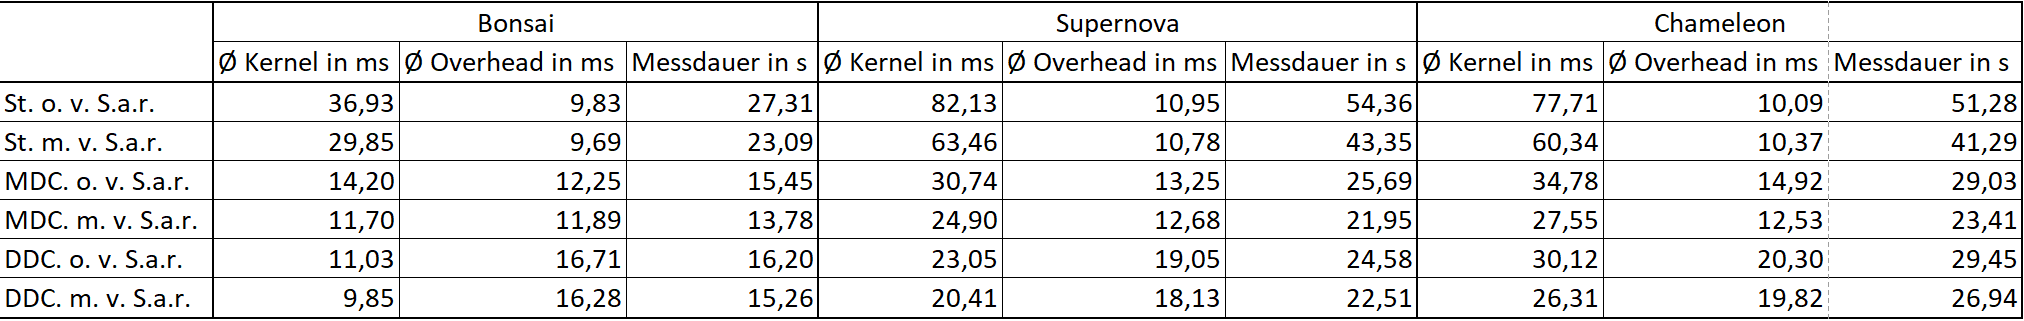 Bonsai Supernova Chameleon
Ø Kernel in ms Ø Overhead in ms Messdauer in s Ø Kernel in ms Ø Overhead in ms Messdauer in s Ø Kernel in ms Ø Overhead in ms Messdauer in s
St. o. v. S.a.r. 36,93 9,83 27,31 82,13 10,95 54,36 77,71 10,09 51,28
St. m. v. S.a.r. 29,85 9,69 23,09 63,46 10,78 43,35 60,34 10,37 41,29
MDC. o. v. S.a.r. 14,20 12,25 15,45 30,74 13,25 25,69 34,78 14,92 29,03
MDC. m. v. S.a.r. 11,70 11,89 13,78 24,90 12,68 21,95 27,55 12,53 23,41
DDC. o. v. S.a.r. 11,03 16,71 16,20 23,05 19,05 24,58 30,12 20,30 29,45
DDC. m. v. S.a.r. 9,85 16,28 15,26 20,41 18,13 22,51 26,31 19,82 26,94